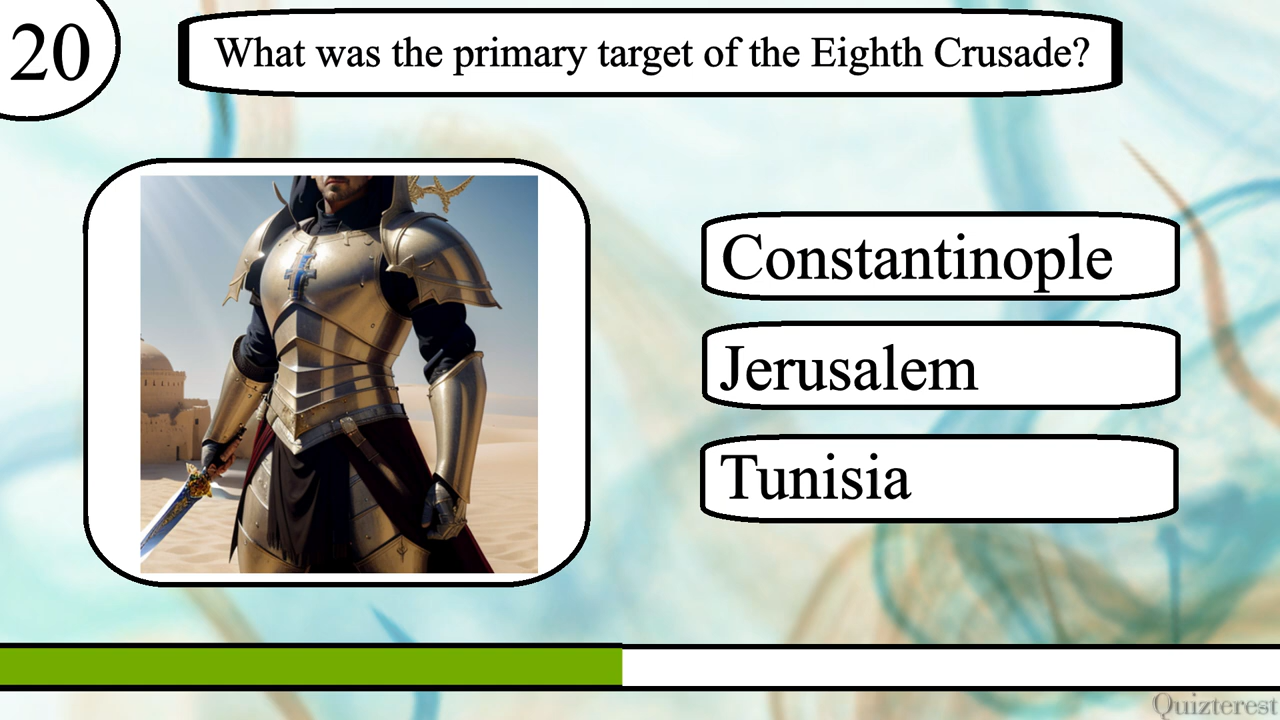 20
What was the primary target of the Eighth Crusade?
Constantinople
Jerusalem
Tunisia
Quizterest